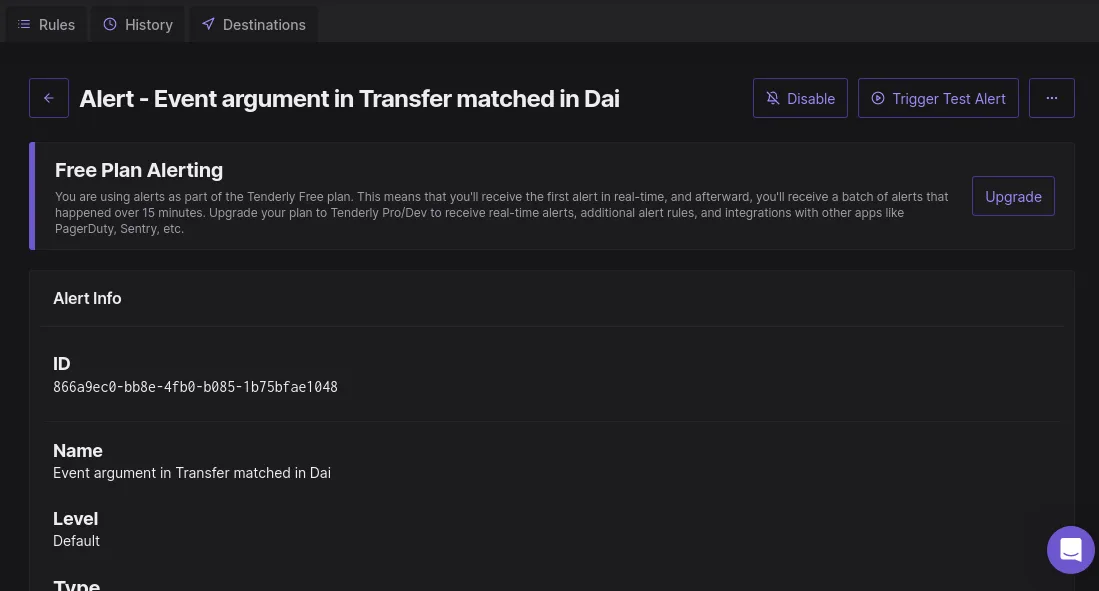 Rules
History
Destinations
Alert - Event argument in Transfer matched in Dai
Disable
Trigger Test Alert
...
Free Plan Alerting
You are using alerts as part of the Tenderly Free plan. This means that you'll receive the first alert in real-time, and afterward, you'll receive a batch of alerts that
happened over 15 minutes. Upgrade your plan to Tenderly Pro/Dev to receive real-time alerts, additional alert rules, and integrations with other apps like
PagerDuty, Sentry, etc.
Upgrade
Alert Info
ID
866a9ec0-bb8e-4fb0-b085-1b75bfae1048
Name
Event argument in Transfer matched in Dai
Level
Default
Type